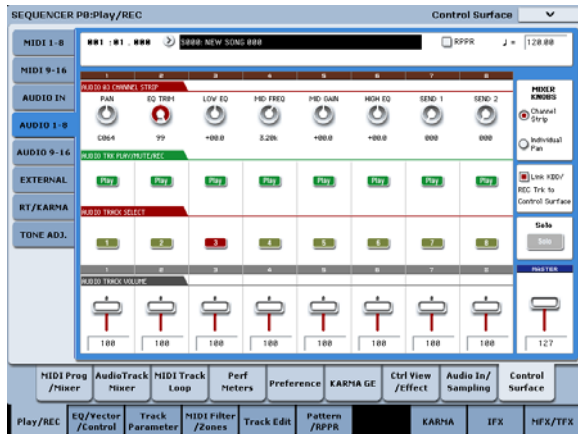 SEQUENCER P0:Play/REC Control Surface
001 :01 . 000 S000: NEW SONG 000 RPPR ♩ = 120.00
MIDI 1-8
MIDI 9-16
AUDIO IN
AUDIO 1-8
AUDIO 9-16
EXTERNAL
RT/KARMA
TONE ADJ.
1 2 3 4 5 6 7 8
AUDIO 03 CHANNEL STRIP
PAN EQ TRIM LOW EQ MID FREQ MID GAIN HIGH EQ SEND 1 SEND 2
C064 99 +00.0 3.20k +00.0 +00.0 000 000
AUDIO TRK PLAY/MUTE/REC
Play Play Play Play Play Play Play Play
AUDIO TRACK SELECT
1 2 3 4 5 6 7 8
1 2 3 4 5 6 7 8
AUDIO TRACK VOLUME
100 100 100 100 100 100 100 100
MIXER
KNOBS
Channel
Strip
Individual
Pan
Link KBD/
REC Trk to
Control Surface
Solo
Solo
MASTER
127
MIDI Prog
/Mixer
AudioTrack
Mixer
MIDI Track
Loop
Perf
Meters
Preference
KARMA GE
Ctrl View
/Effect
Audio In/
Sampling
Control
Surface
Play/REC
EQ/Vector
/Control
Track
Parameter
MIDI Filter
/Zones
Track Edit
Pattern
/RPPR
KARMA
IFX
MFX/TFX